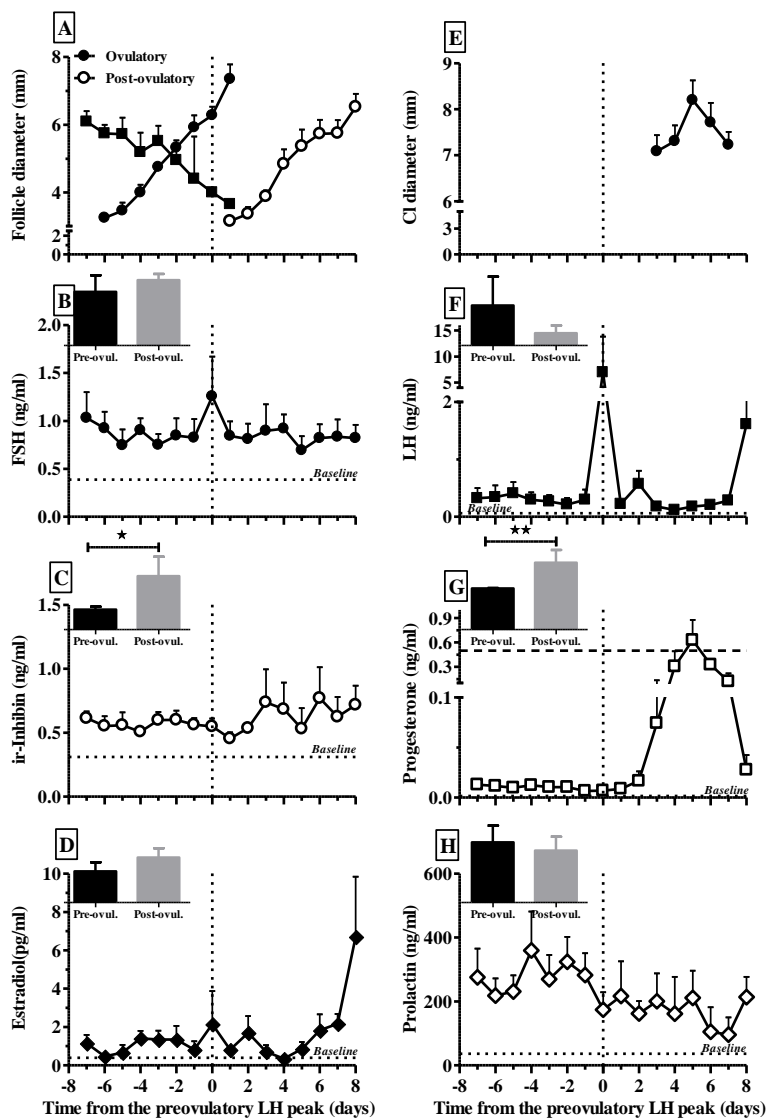 A
Ovulatory
Post-ovulatory
8
6
4
2
0
Follicle diameter (mm)
E
9
8
7
6
3
0
Cl diameter (mm)
B
Pre-ovul.
Post-ovul.
2.0
1.5
1.0
0.5
0.0
FSH (ng/ml)
Baseline
F
Pre-ovul.
Post-ovul.
15
10
5
2
0
LH (ng/ml)
Baseline
C
★
Pre-ovul.
Post-ovul.
1.5
1.0
0.5
0.0
ir-Inhibin (ng/ml)
Baseline
G
★★
Pre-ovul.
Post-ovul.
0.9
0.6
0.3
0.1
0.0
Progesterone (ng/ml)
Baseline
D
Pre-ovul.
Post-ovul.
10
8
6
4
2
0
Estradiol(pg/ml)
Baseline
-8 -6 -4 -2 0 2 4 6 8
Time from the preovulatory LH peak (days)
H
Pre-ovul.
Post-ovul.
600
400
200
0
Prolactin (ng/ml)
Baseline
-8 -6 -4 -2 0 2 4 6 8
Time from the preovulatory LH peak (days)